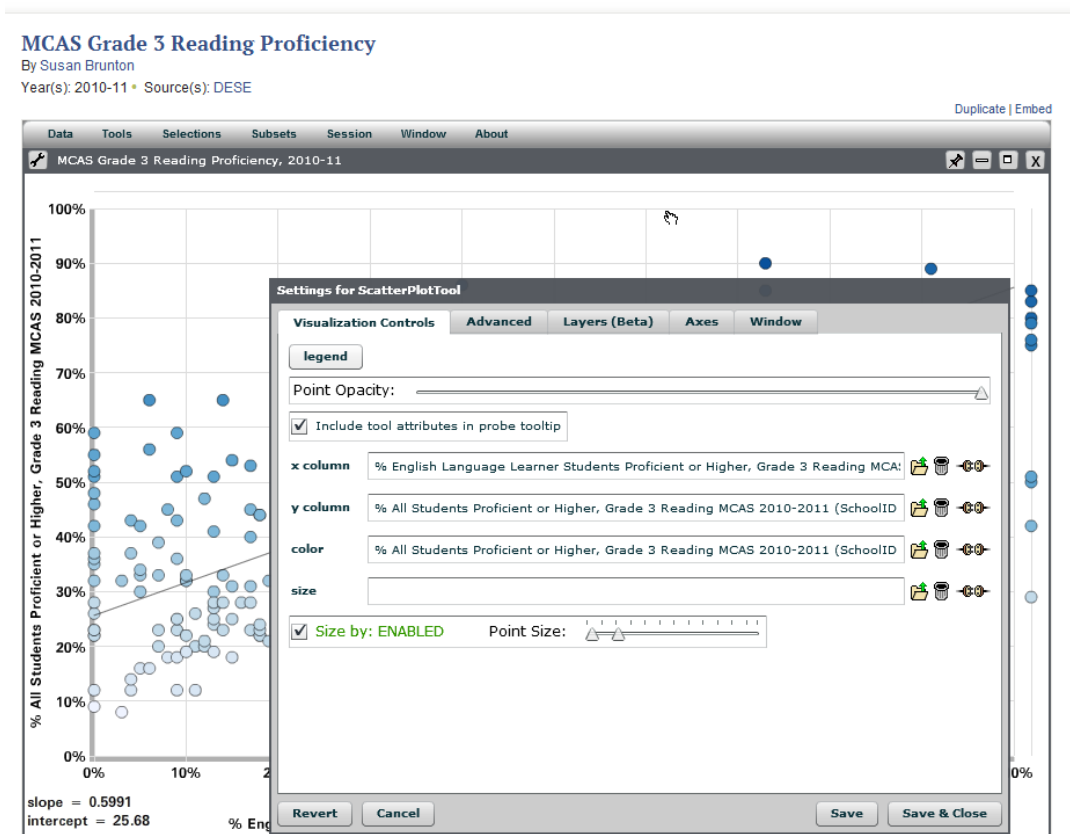 MCAS Grade 3 Reading Proficiency
By Susan Brunton
Year(s): 2010-11 • Source(s): DESE
Duplicate | Embed
Data Tools Selections Subsets Session Window About
MCAS Grade 3 Reading Proficiency, 2010-11
X
100%
90%
80%
70%
60%
50%
40%
30%
20%
10%
0%
% All Students Proficient or Higher, Grade 3 Reading MCAS 2010-2011
Settings for ScatterPlotTool
Visualization Controls Advanced Layers (Beta) Axes Window
legend
Point Opacity:
Include tool attributes in probe tooltip
x column % English Language Learner Students Proficient or Higher, Grade 3 Reading MCA
y column % All Students Proficient or Higher, Grade 3 Reading MCAS 2010-2011 (SchoolID
color % All Students Proficient or Higher, Grade 3 Reading MCAS 2010-2011 (SchoolID
size
Size by: ENABLED Point Size:
Revert Cancel Save Save & Close
0% 10% 2 0%
slope = 0.5991
intercept = 25.68
% Eng